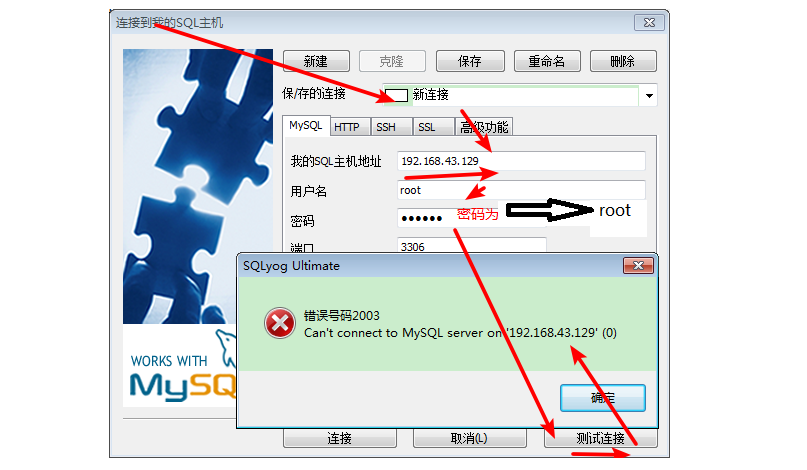 连接到我的SQL主机
新建 克隆 保存 重命名 删除
保/存的连接 新连接
MySQL HTTP SSH SSL 高级功能
我的SQL主机地址 192.168.43.129
用户名 root
密码 ●●●●●● 密码为 root
端口 3306
SQLyog Ultimate
错误号码2003
Can't connect to MySQL server on '192.168.43.129' (0)
确定
WORKS WITH
MySQ
连接 取消(L) 测试连接